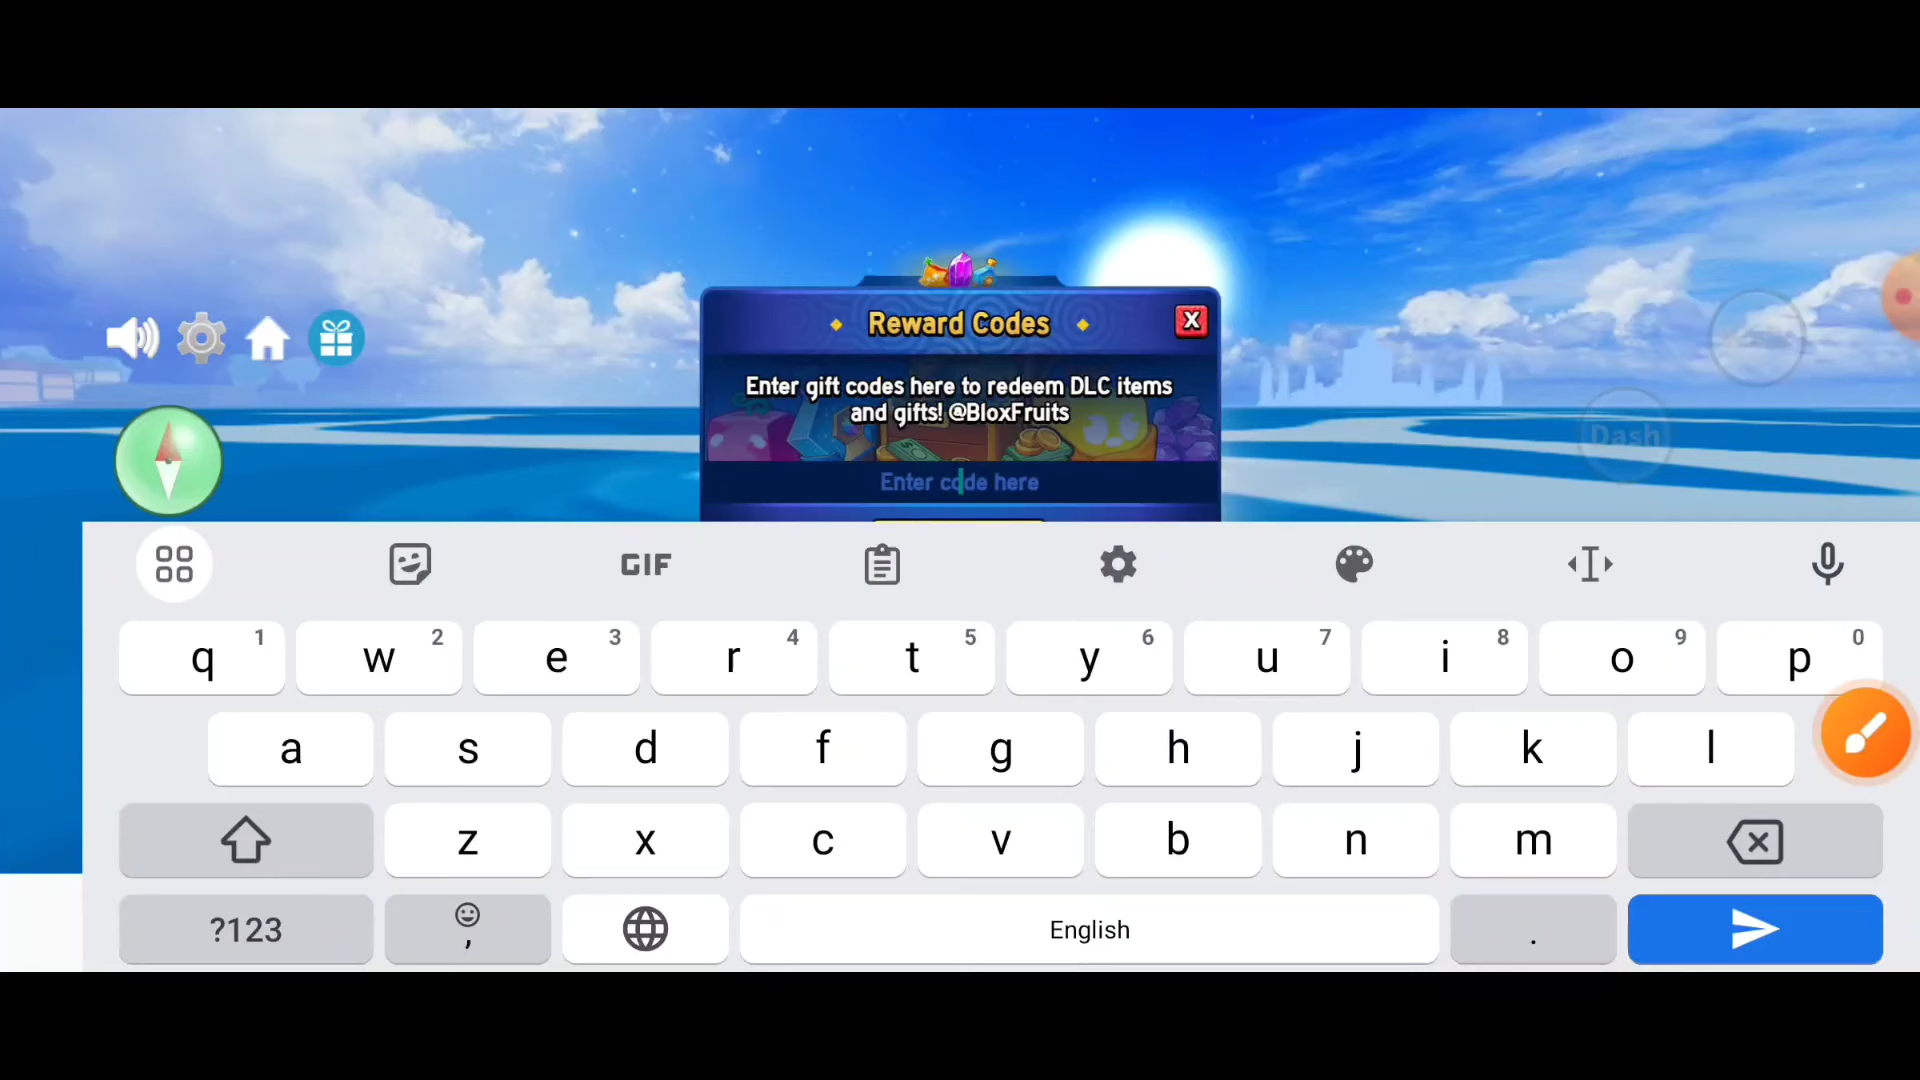 Reward Codes
X
Enter gift codes here to redeem DLC items
and gifts! @BloxFruits
Enter code here
Dash
GIF
q 1 w 2 e 3 r 4 t 5 y 6 u 7 i 8 o 9 p 0
a s d f g h j k l
z x c v b n m
?123 , English .